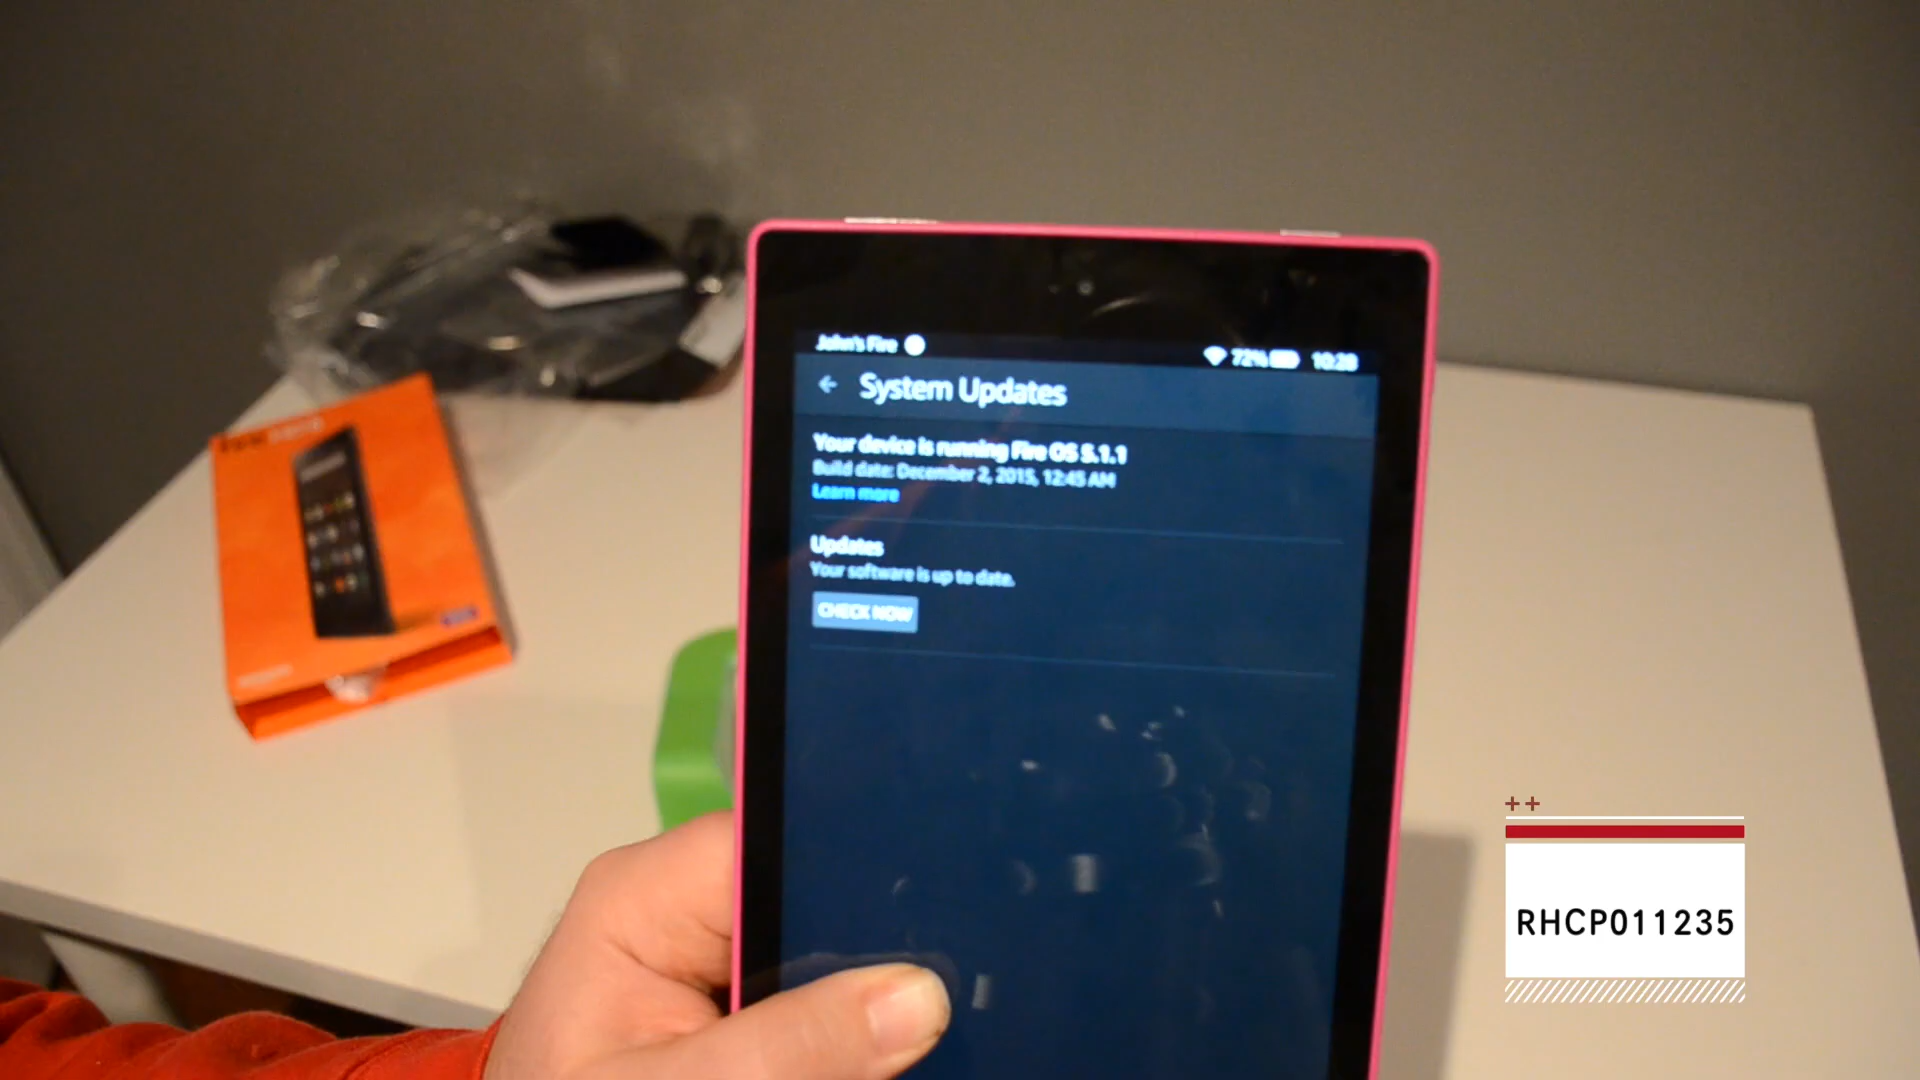 John's Fire
72% 10:28
System Updates
Your device is running Fire OS 5.1.1
Build date: December 2, 2015, 12:45 AM
Learn more
Updates
Your software is up to date.
CHECK NOW
++
RHCP011235